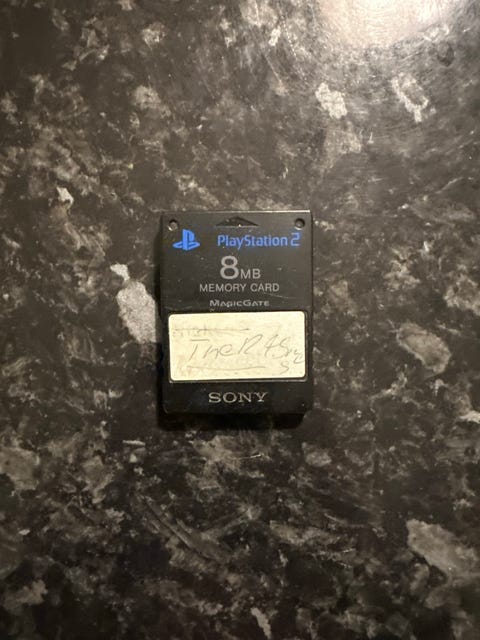 PlayStation 2
8MB
MEMORY CARD
MAGICGATE
SONY